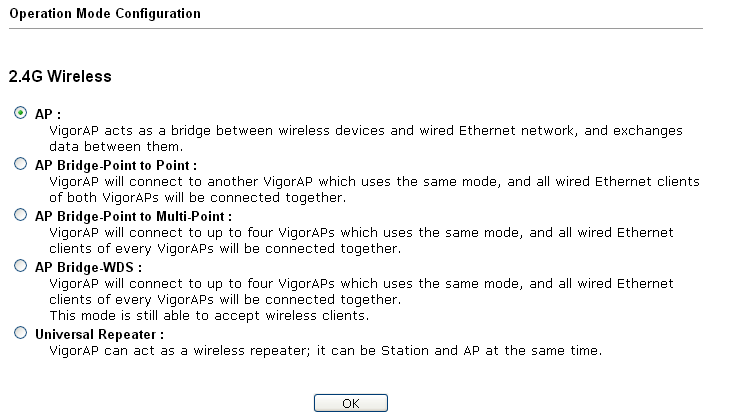 Operation Mode Configuration
2.4G Wireless
AP :
VigorAP acts as a bridge between wireless devices and wired Ethernet network, and exchanges
data between them.
AP Bridge-Point to Point :
VigorAP will connect to another VigorAP which uses the same mode, and all wired Ethernet clients
of both VigorAPs will be connected together.
AP Bridge-Point to Multi-Point :
VigorAP will connect to up to four VigorAPs which uses the same mode, and all wired Ethernet
clients of every VigorAPs will be connected together.
AP Bridge-WDS :
VigorAP will connect to up to four VigorAPs which uses the same mode, and all wired Ethernet
clients of every VigorAPs will be connected together.
This mode is still able to accept wireless clients.
Universal Repeater :
VigorAP can act as a wireless repeater; it can be Station and AP at the same time.
OK